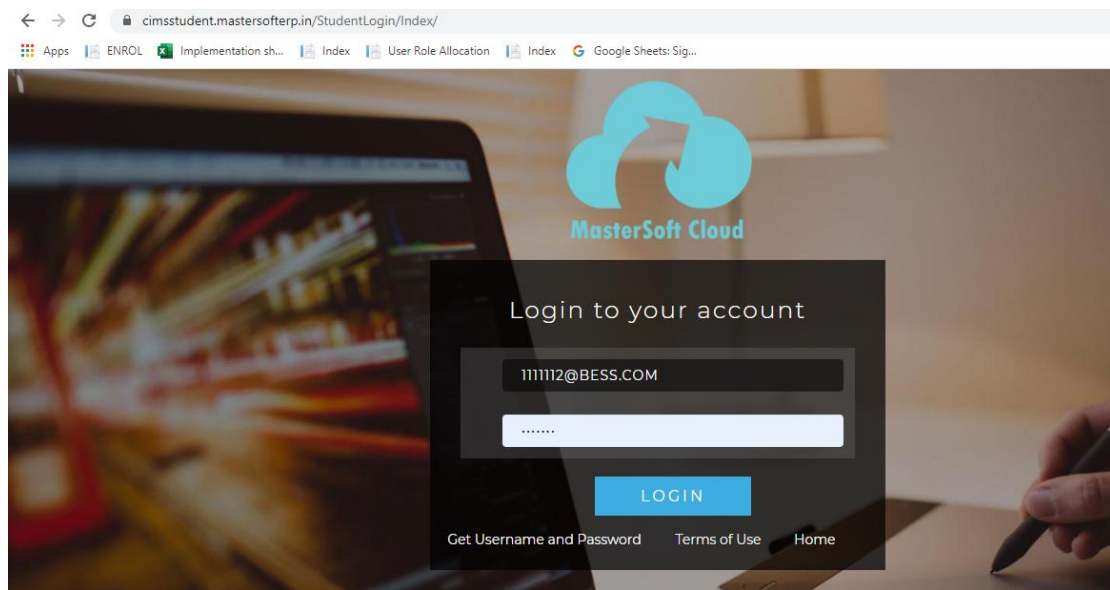 cimsstudent.mastersofterp.in/StudentLogin/Index/
Apps ENROL Implementation sh... Index User Role Allocation Index Google Sheets: Sig...
MasterSoft Cloud
Login to your account
1111112@BESS.COM
.......
LOGIN
Get Username and Password Terms of Use Home